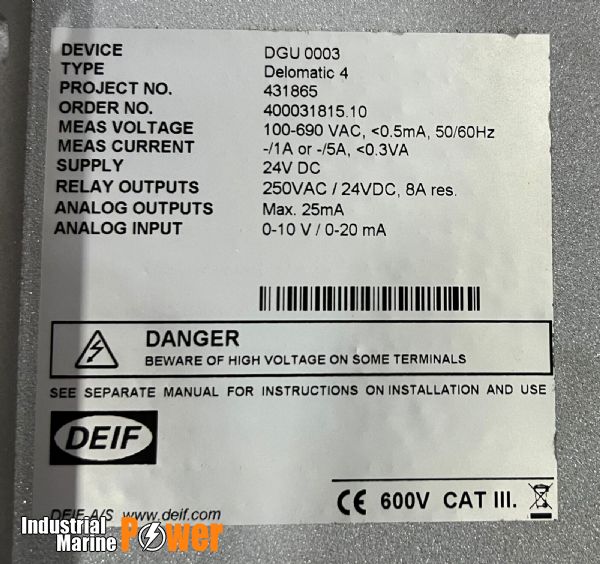 DEVICE DGU 0003
TYPE Delomatic 4
PROJECT NO. 431865
ORDER NO. 400031815.10
MEAS VOLTAGE 100-690 VAC, <0.5mA, 50/60Hz
MEAS CURRENT -/1A or -/5A, <0.3VA
SUPPLY 24V DC
RELAY OUTPUTS 250VAC / 24VDC, 8A res.
ANALOG OUTPUTS Max. 25mA
ANALOG INPUT 0-10 V / 0-20 mA
DANGER
BEWARE OF HIGH VOLTAGE ON SOME TERMINALS
SEE SEPARATE MANUAL FOR INSTRUCTIONS ON INSTALLATION AND USE
DEIF
CE 600V CAT III.
DEIF A/S www.deif.com
Industrial
Marine Power